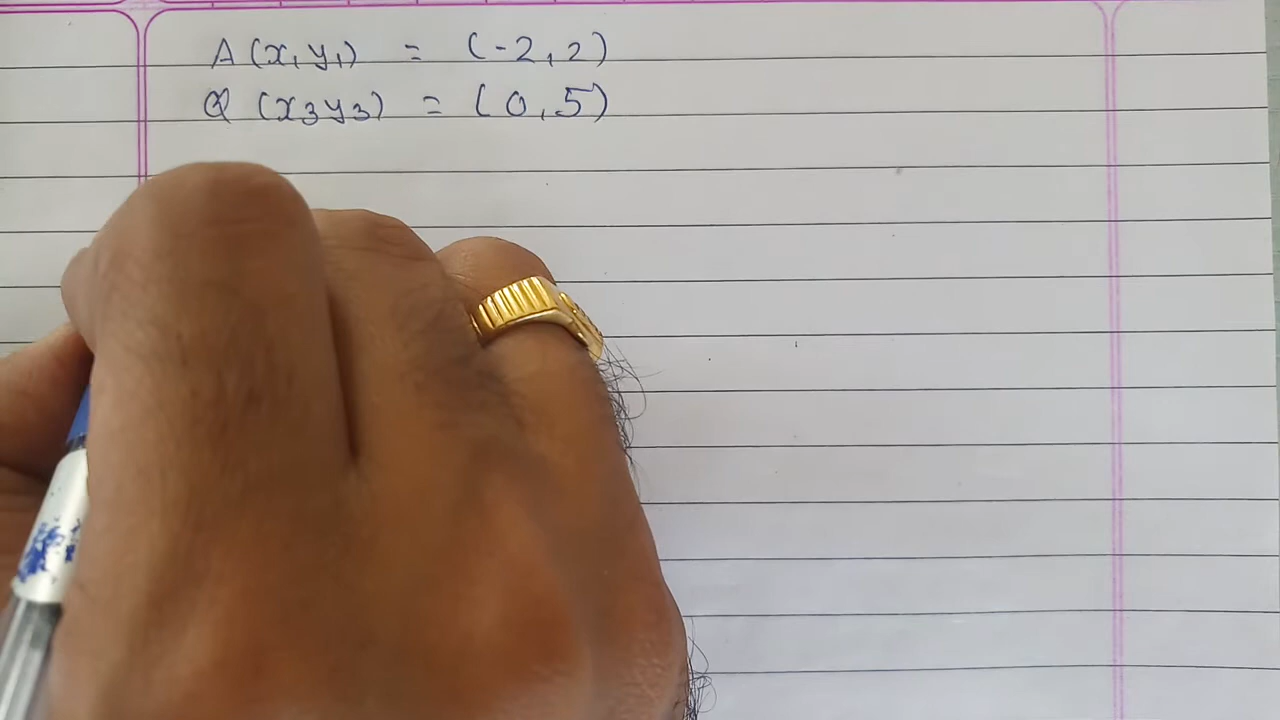 A (x₁ y₁) = (-2, 2)
Q (x₃ y₃) = (0, 5)